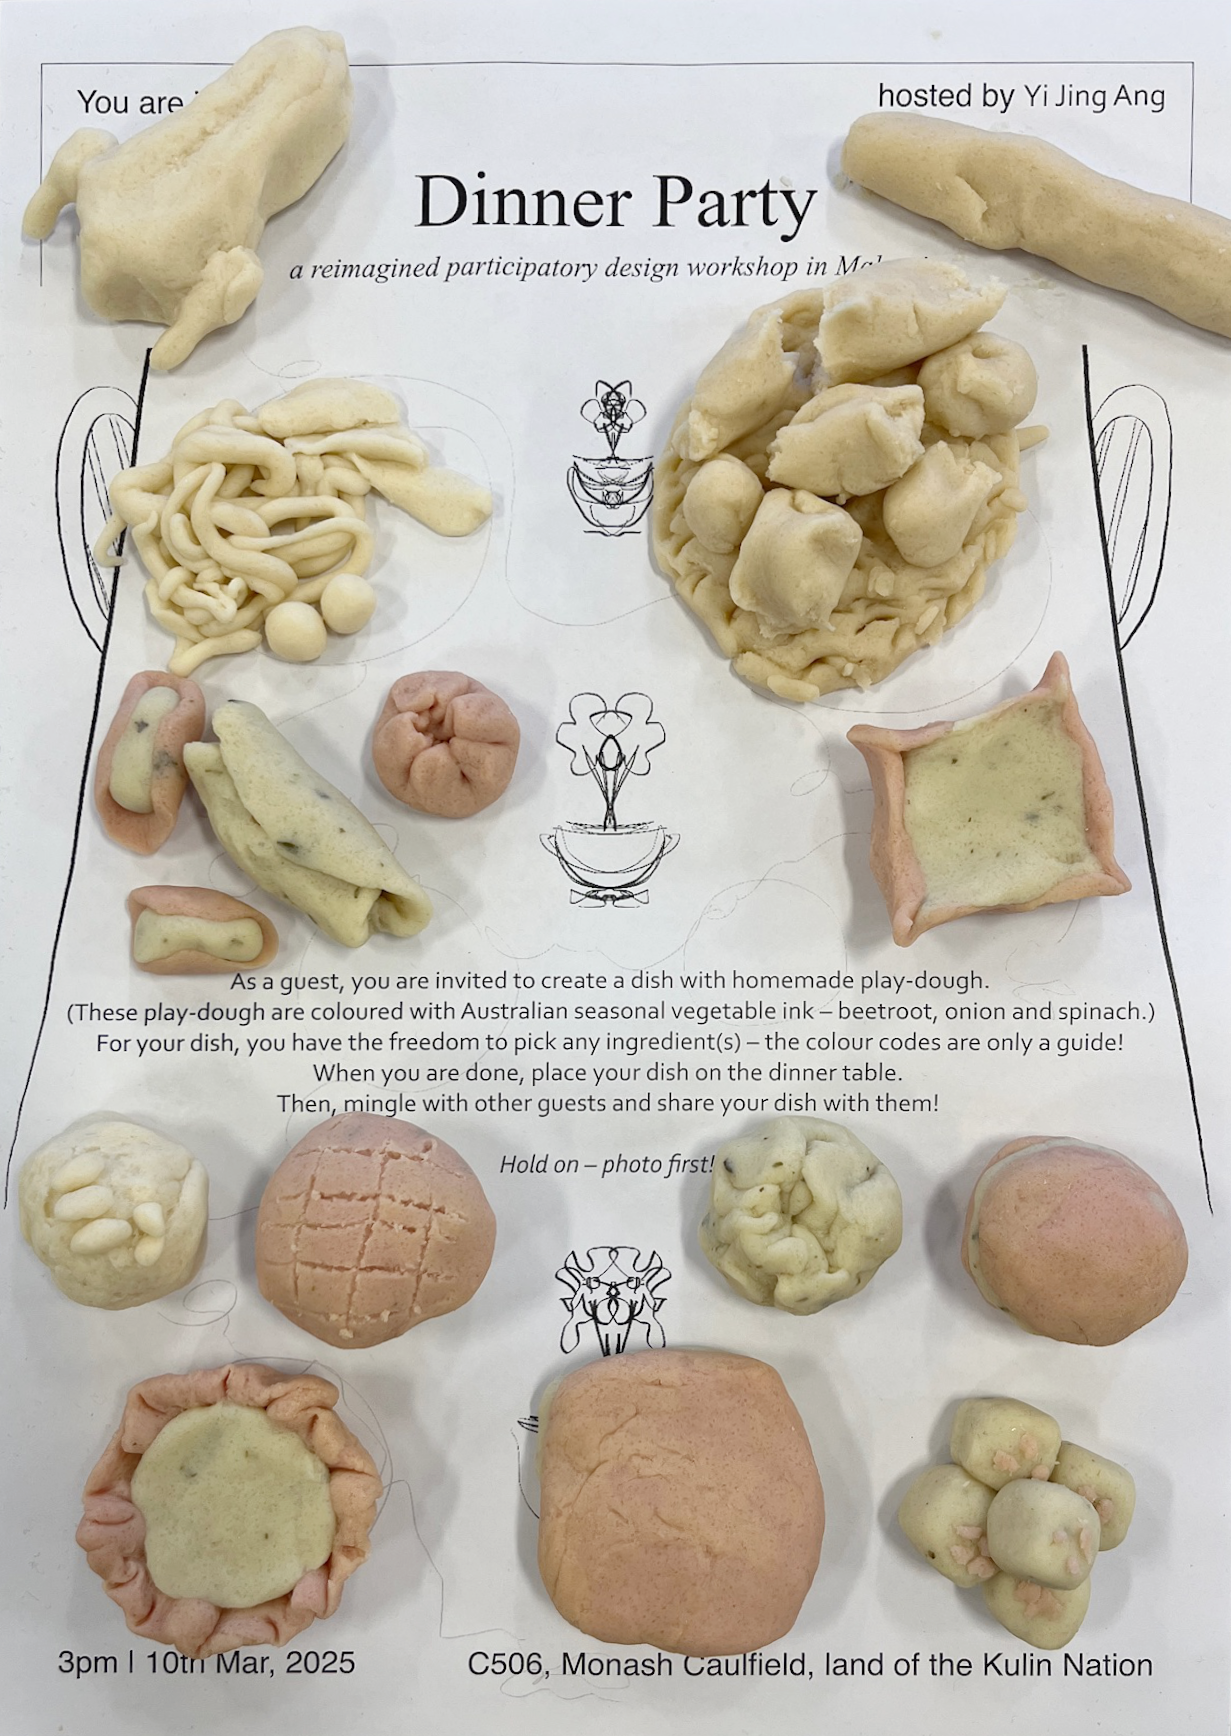 You are
hosted by Yi Jing Ang
Dinner Party
a reimagined participatory design workshop in
As a guest, you are invited to create a dish with homemade play-dough.
(These play-dough are coloured with Australian seasonal vegetable ink – beetroot, onion and spinach.)
For your dish, you have the freedom to pick any ingredient(s) – the colour codes are only a guide!
When you are done, place your dish on the dinner table.
Then, mingle with other guests and share your dish with them!
Hold on – photo first!
3pm | 10th Mar, 2025
C506, Monash Caulfield, land of the Kulin Nation